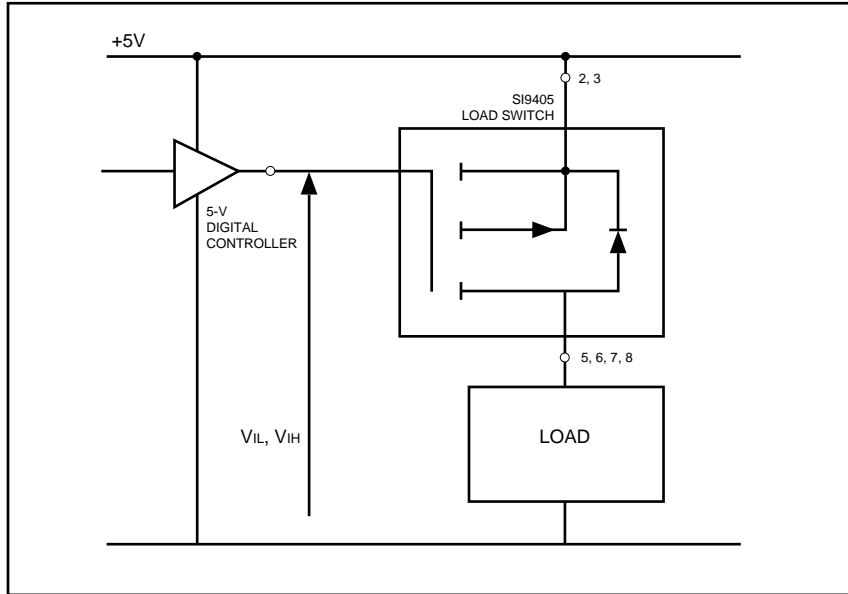 +5V
2, 3
SI9405
LOAD SWITCH
5-V
DIGITAL
CONTROLLER
5, 6, 7, 8
VIL, VIH
LOAD